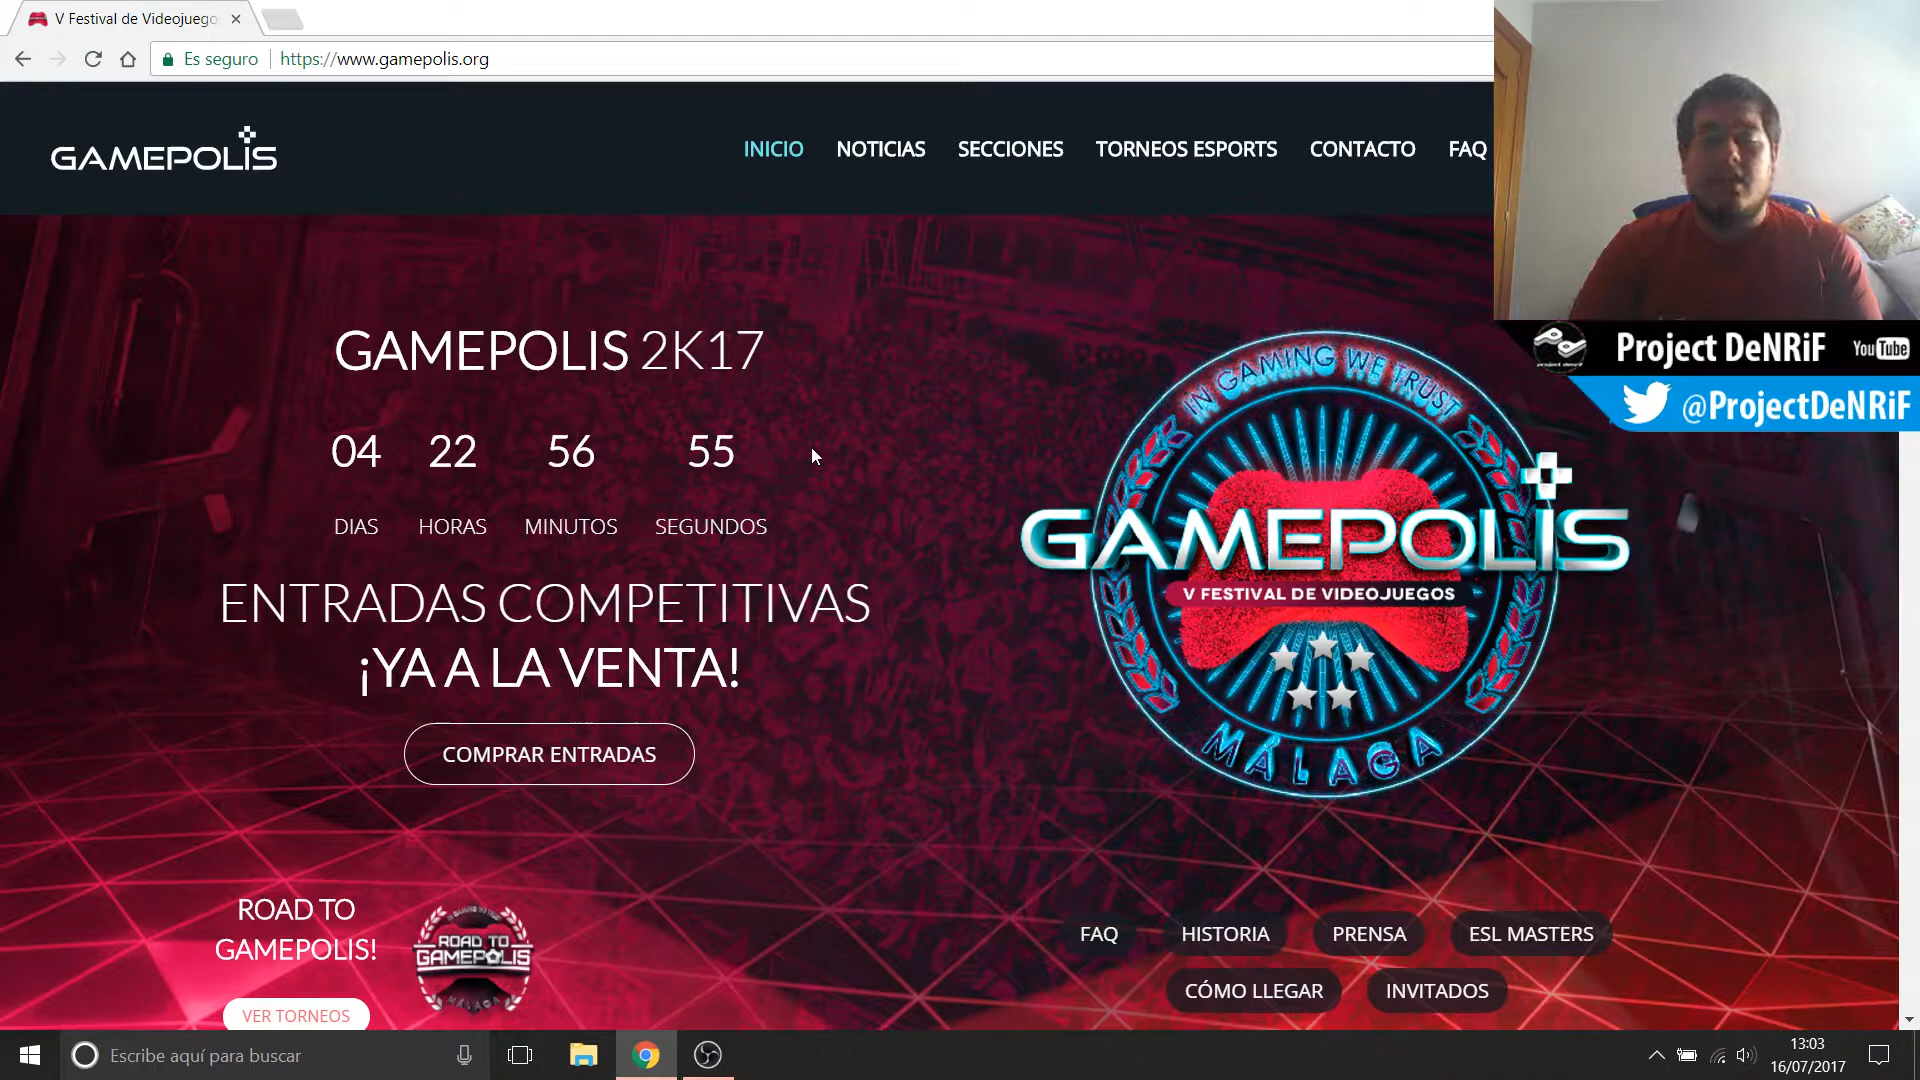 V Festival de Videojuego
Es seguro
https://www.gamepolis.org
GAMEPOLIS
INICIO
NOTICIAS
SECCIONES
TORNEOS ESPORTS
CONTACTO
FAQ
Project DeNRiF
YouTube
@ProjectDeNRiF
GAMEPOLIS 2K17
04 22 56 55
DIAS HORAS MINUTOS SEGUNDOS
ENTRADAS COMPETITIVAS
¡YA A LA VENTA!
COMPRAR ENTRADAS
IN GAMING WE TRUST
GAMEPOLIS
V FESTIVAL DE VIDEOJUEGOS
MÁLAGA
ROAD TO
GAMEPOLIS!
ROAD TO
GAMEPOLIS
MÁLAGA
VER TORNEOS
FAQ
HISTORIA
PRENSA
ESL MASTERS
CÓMO LLEGAR
INVITADOS
Escribe aquí para buscar
13:03
16/07/2017